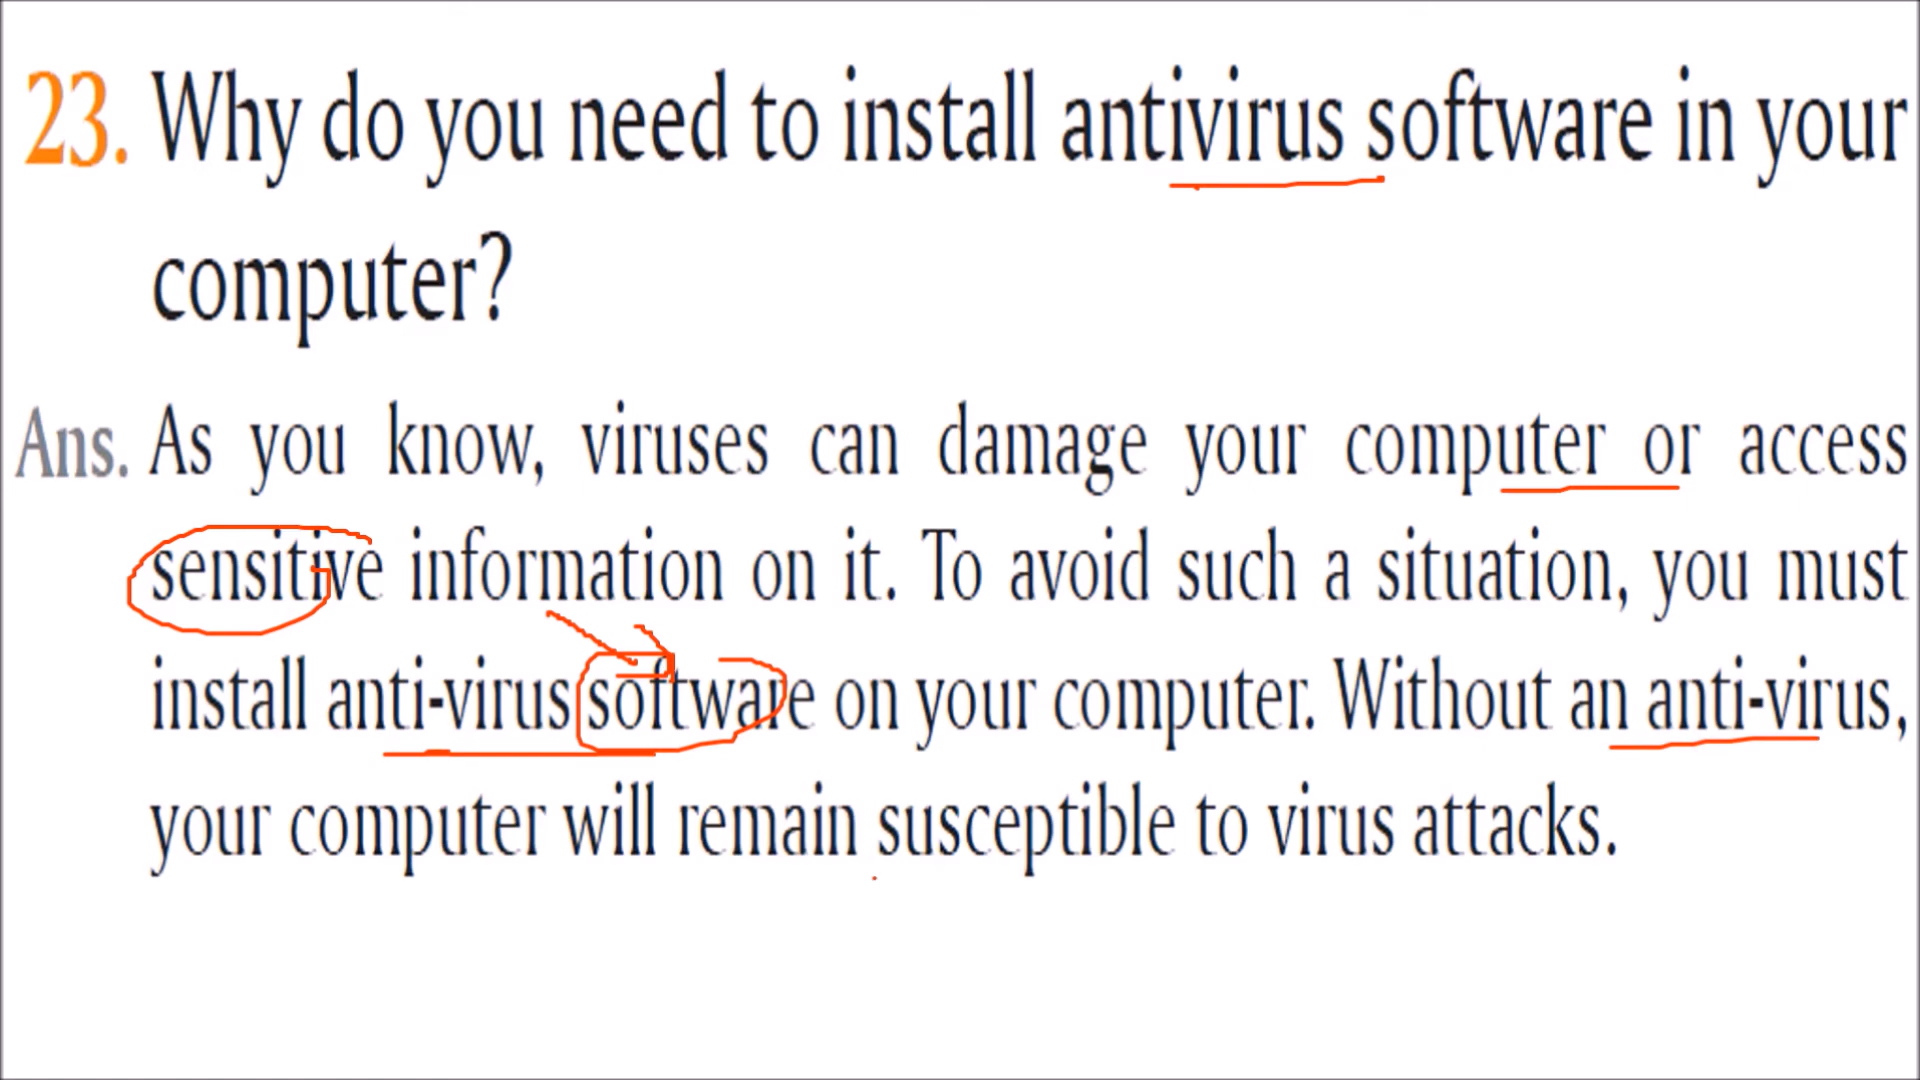 23. Why do you need to install antivirus software in your
computer?
Ans. As you know, viruses can damage your computer or access
sensitive information on it. To avoid such a situation, you must
install anti-virus software on your computer. Without an anti-virus,
your computer will remain susceptible to virus attacks.